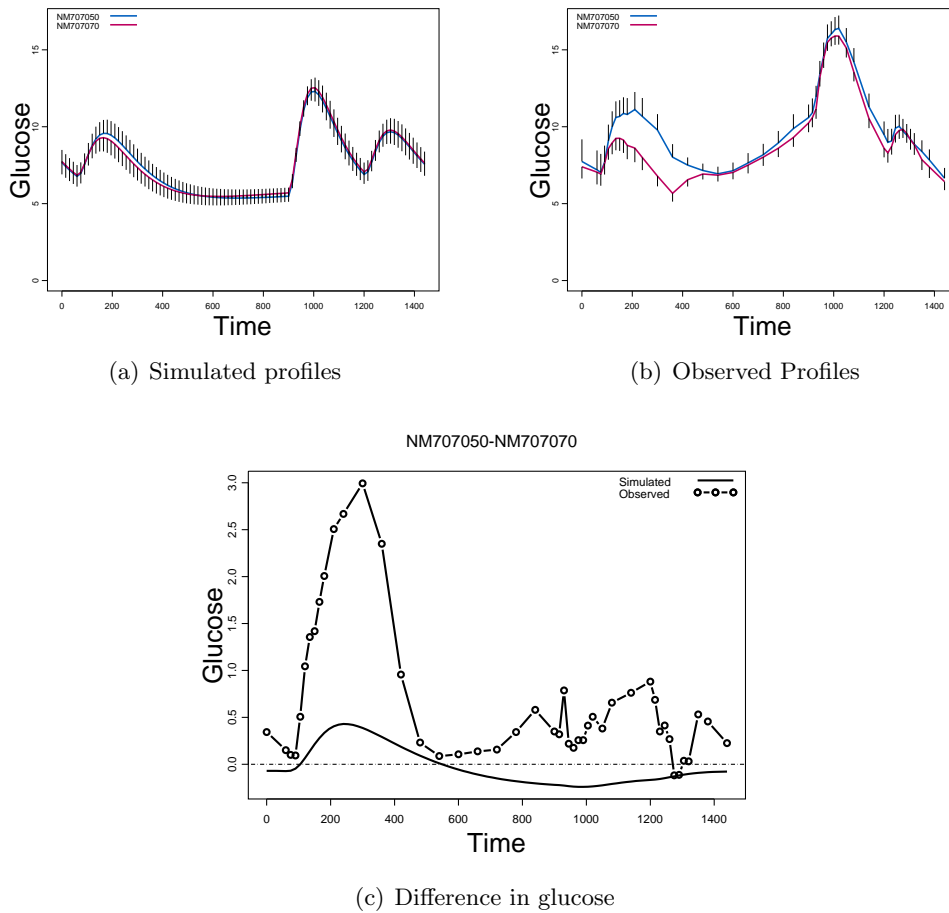 NM707050
NM707070
15
10
5
0
Glucose
0 200 400 600 800 1000 1200 1400
Time
(a) Simulated profiles
NM707050
NM707070
15
10
5
0
Glucose
0 200 400 600 800 1000 1200 1400
Time
(b) Observed Profiles
NM707050-NM707070
Simulated
Observed
3.0
2.5
2.0
1.5
1.0
0.5
0.0
Glucose
0 200 400 600 800 1000 1200 1400
Time
(c) Difference in glucose